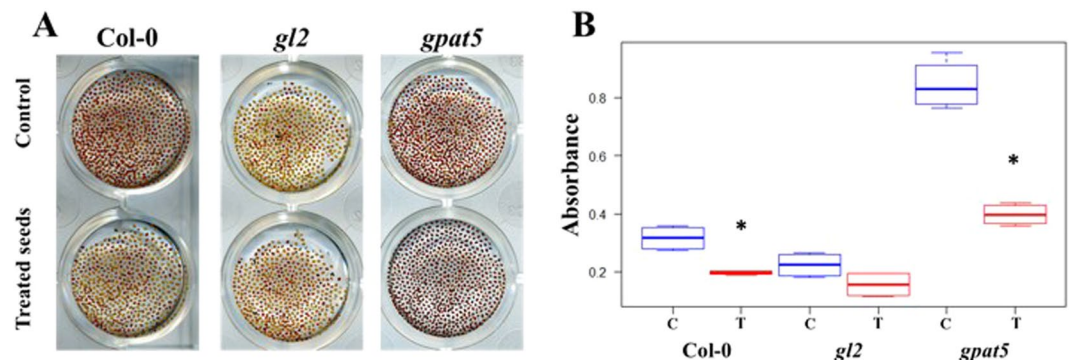 A
Col-0 gl2 gpat5
Control
Treated seeds
B
Absorbance
0.8
0.6
0.4
0.2
* *
C T C T C T
Col-0 gl2 gpat5